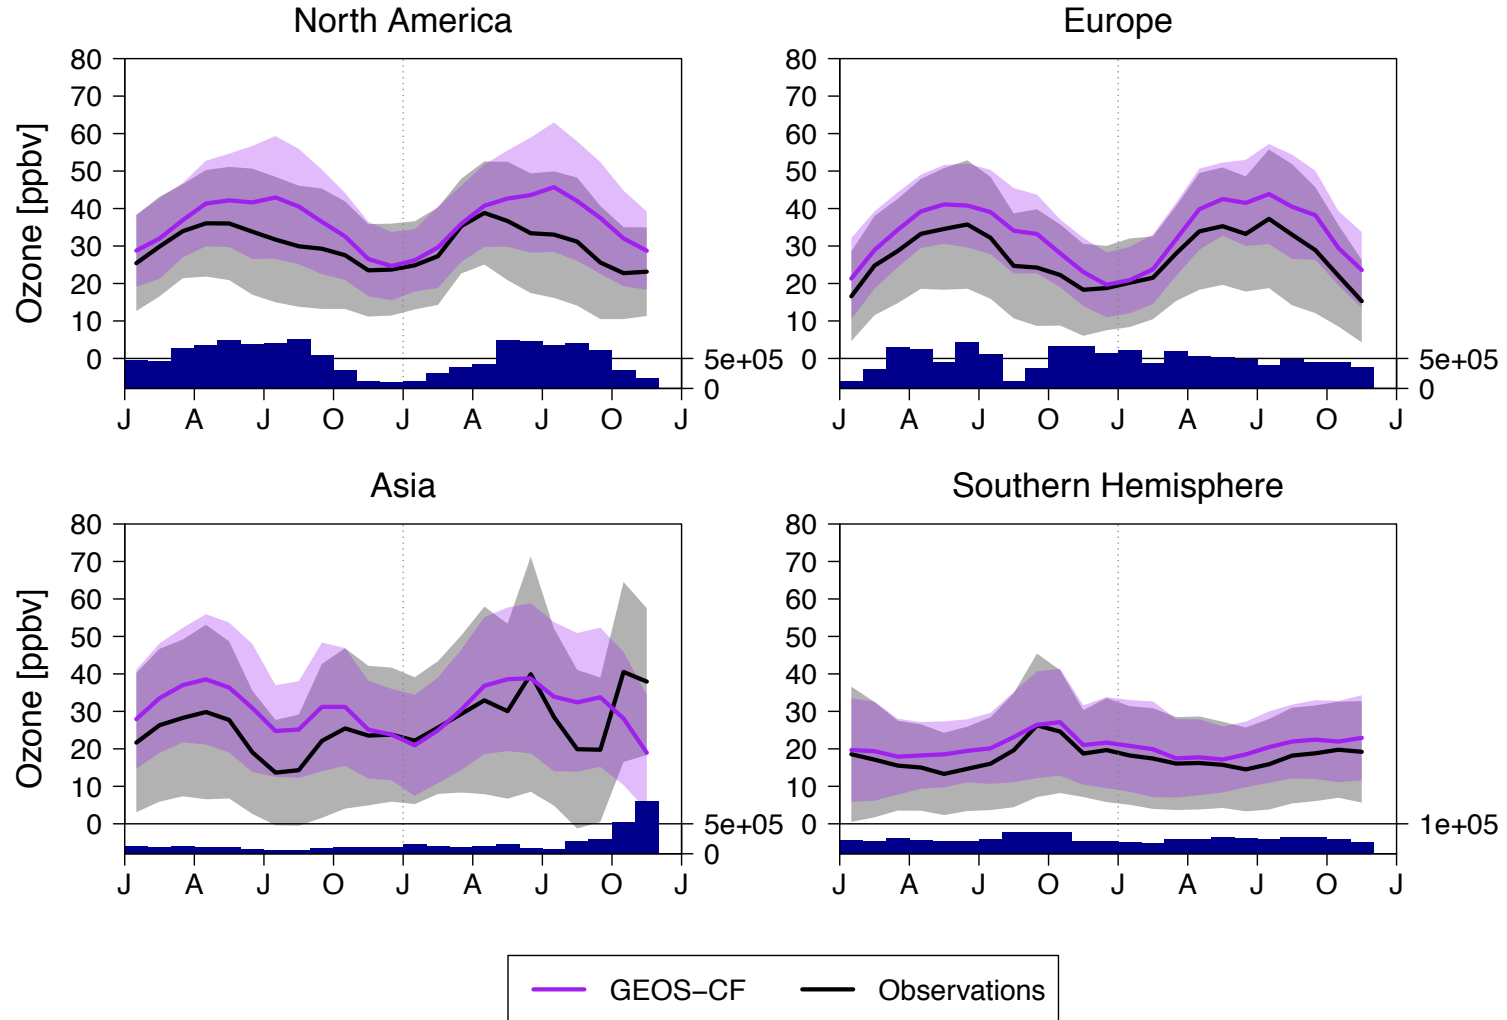 North America
Europe
Ozone [ppbv]
80
70
60
50
40
30
20
10
0
5e+05
0
J A J O J A J O J
80
70
60
50
40
30
20
10
0
5e+05
0
J A J O J A J O J
Asia
Southern Hemisphere
Ozone [ppbv]
80
70
60
50
40
30
20
10
0
5e+05
0
J A J O J A J O J
80
70
60
50
40
30
20
10
0
1e+05
J A J O J A J O J
GEOS−CF
Observations